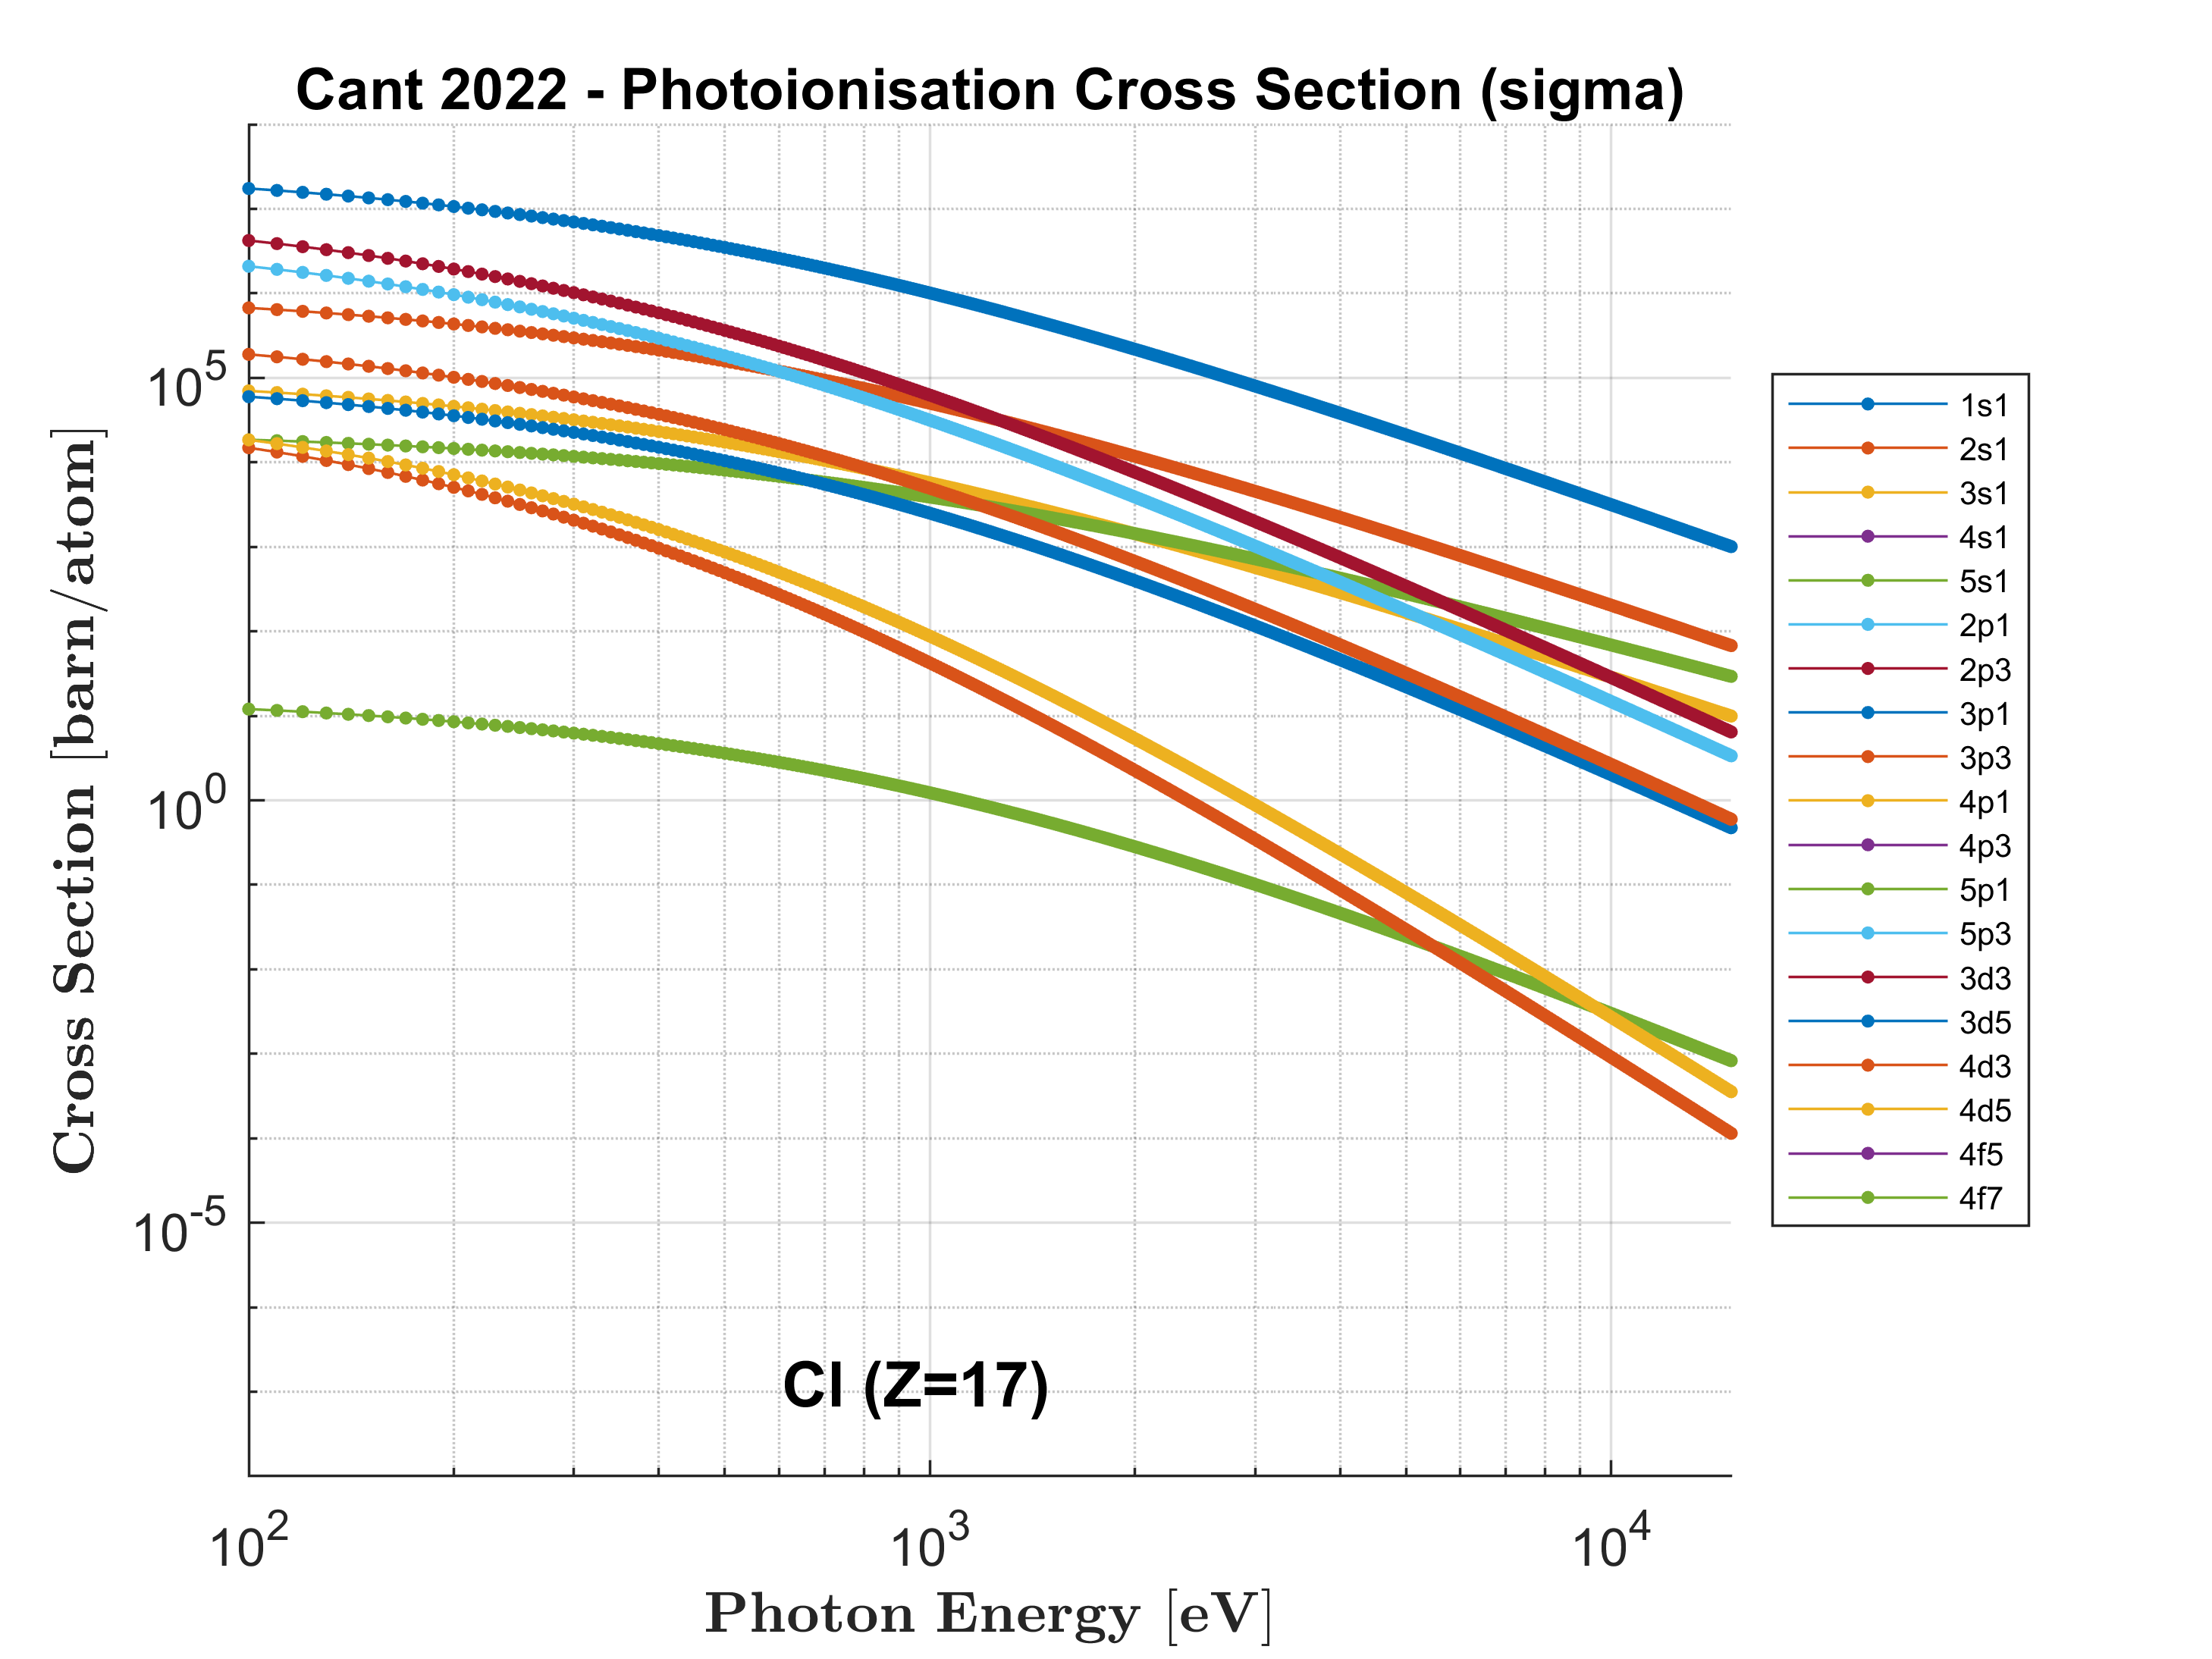 Cant 2022 - Photoionisation Cross Section (sigma)
Cross Section [barn/atom]
10^5
10^0
10^-5
Cl (Z=17)
10^2
10^3
10^4
Photon Energy [eV]
1s1
2s1
3s1
4s1
5s1
2p1
2p3
3p1
3p3
4p1
4p3
5p1
5p3
3d3
3d5
4d3
4d5
4f5
4f7